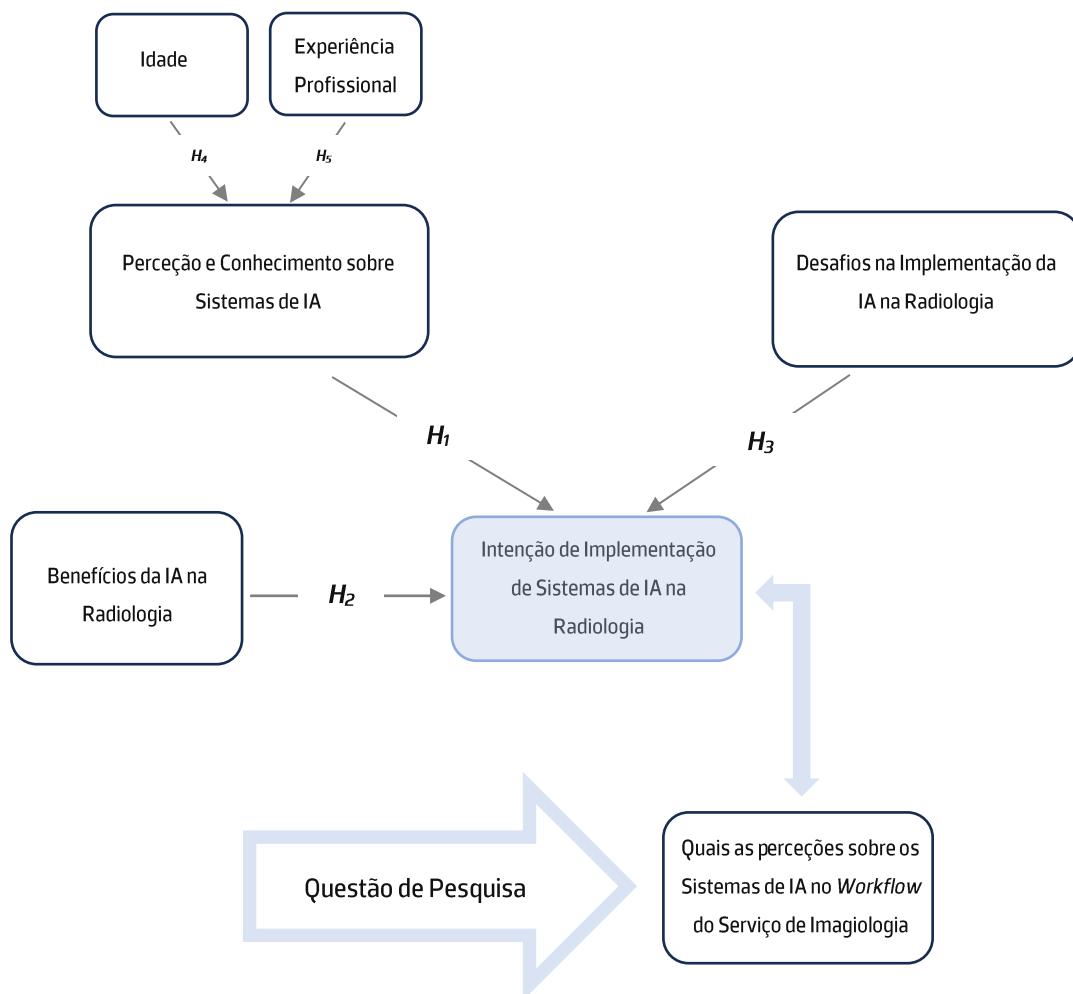 Idade
Experiência
Profissional
H₄
H₅
Perceção e Conhecimento sobre
Sistemas de IA
Desafios na Implementação da
IA na Radiologia
H₁
H₃
Benefícios da IA na
Radiologia
H₂
Intenção de Implementação
de Sistemas de IA na
Radiologia
Questão de Pesquisa
Quais as perceções sobre os
Sistemas de IA no Workflow
do Serviço de Imagiologia